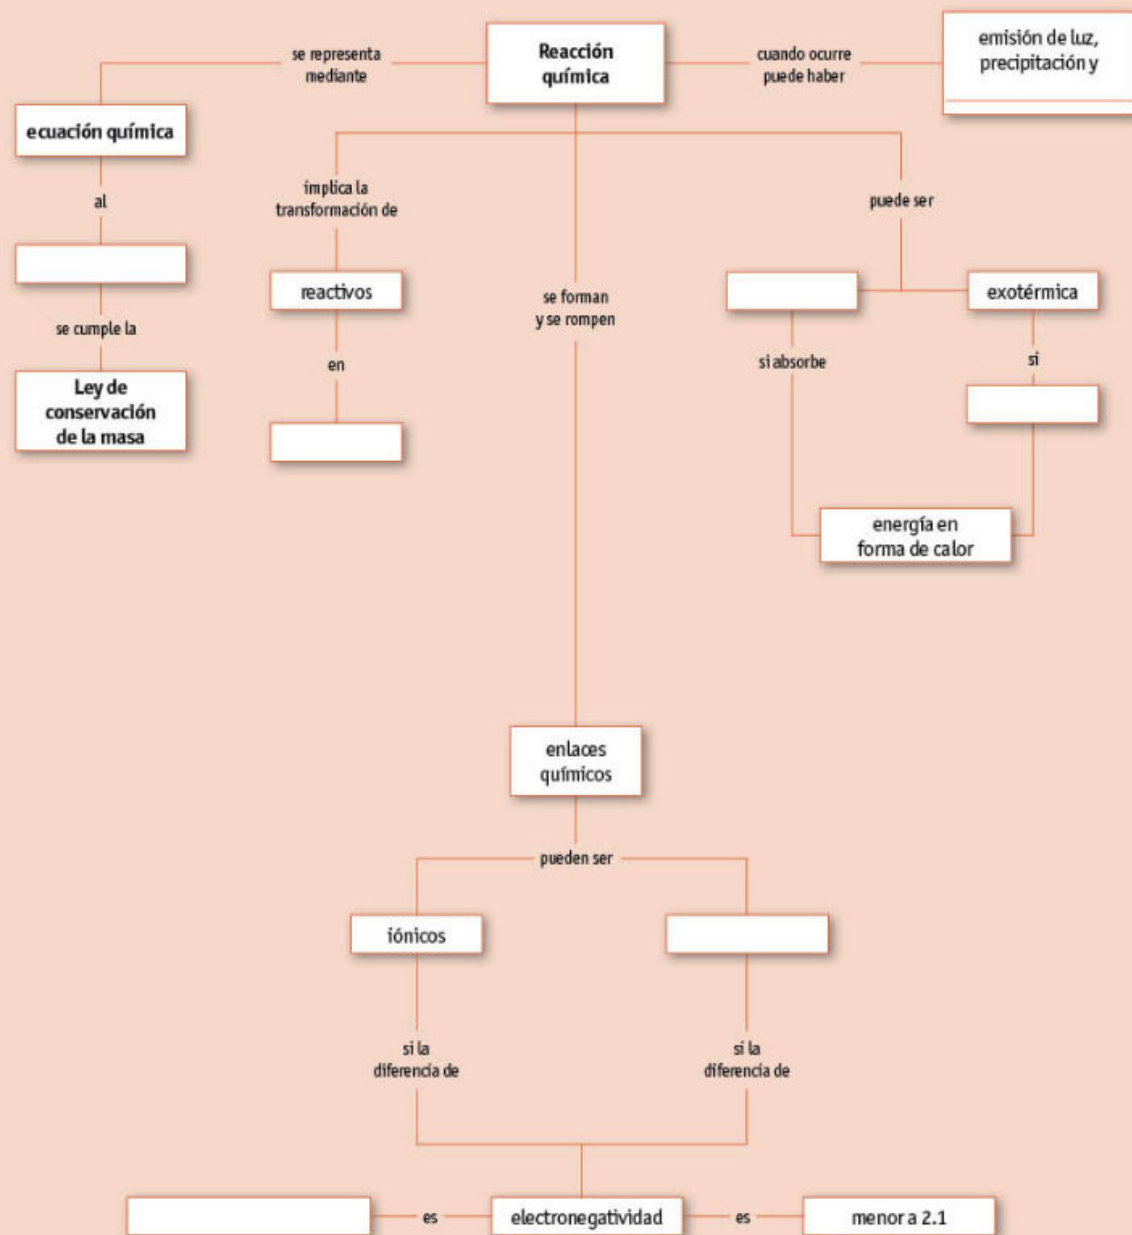 se representa
mediante
Reacción
química
cuando ocurre
puede haber
emisión de luz,
precipitación y
ecuación química
al
se cumple la
Ley de
conservación
de la masa
implica la
transformación de
reactivos
en
se forman
y se rompen
puede ser
exotérmica
si absorbe
si
energía en
forma de calor
enlaces
químicos
pueden ser
iónicos
si la
diferencia de
si la
diferencia de
es
electronegatividad
es
menor a 2.1